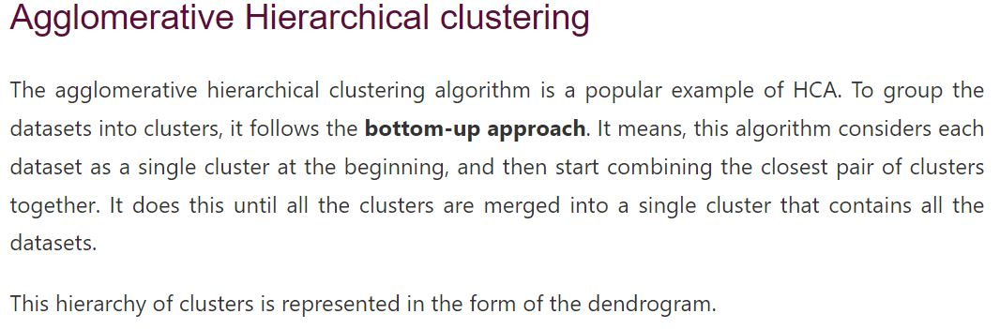 Agglomerative Hierarchical clustering
The agglomerative hierarchical clustering algorithm is a popular example of HCA. To group the
datasets into clusters, it follows the bottom-up approach. It means, this algorithm considers each
dataset as a single cluster at the beginning, and then start combining the closest pair of clusters
together. It does this until all the clusters are merged into a single cluster that contains all the
datasets.
This hierarchy of clusters is represented in the form of the dendrogram.